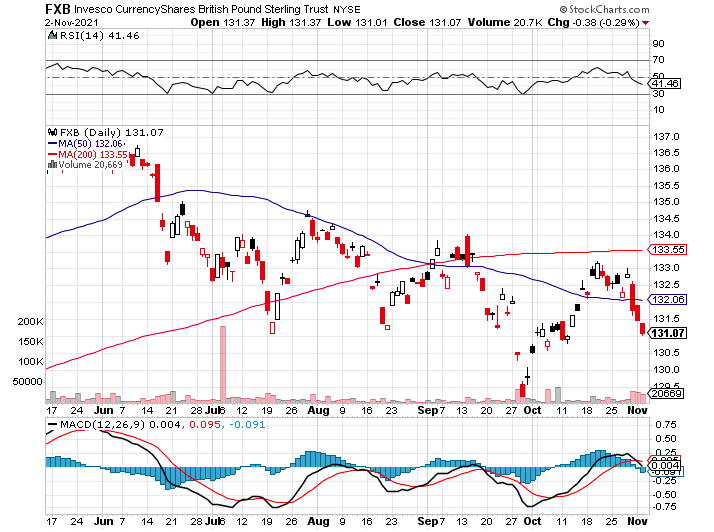 FXB Invesco CurrencyShares British Pound Sterling Trust NYSE © StockCharts.com
2-Nov-2021 Open 131.37 High 131.37 Low 131.01 Close 131.07 Volume 20.7K Chg -0.38 (-0.29%)
RSI(14) 41.46
90
70
50
41.46
30
10
FXB (Daily) 131.07
MA(50) 132.06
MA(200) 133.55
Volume 20,669
137.0
136.5
136.0
135.5
135.0
134.5
134.0
133.55
133.0
132.5
132.06
131.5
131.07
130.5
130.0
129.5
20669
200K
150K
100K
50000
17 24 Jun 7 14 21 28 Jul 6 12 19 26 Aug 9 16 23 Sep 7 13 20 27 Oct 11 18 25 Nov
MACD(12,26,9) 0.004, 0.095, -0.091
0.75
0.50
0.25
0.004
-0.25
-0.50
-0.75
17 24 Jun 7 14 21 28 Jul 6 12 19 26 Aug 9 16 23 Sep 7 13 20 27 Oct 11 18 25 Nov